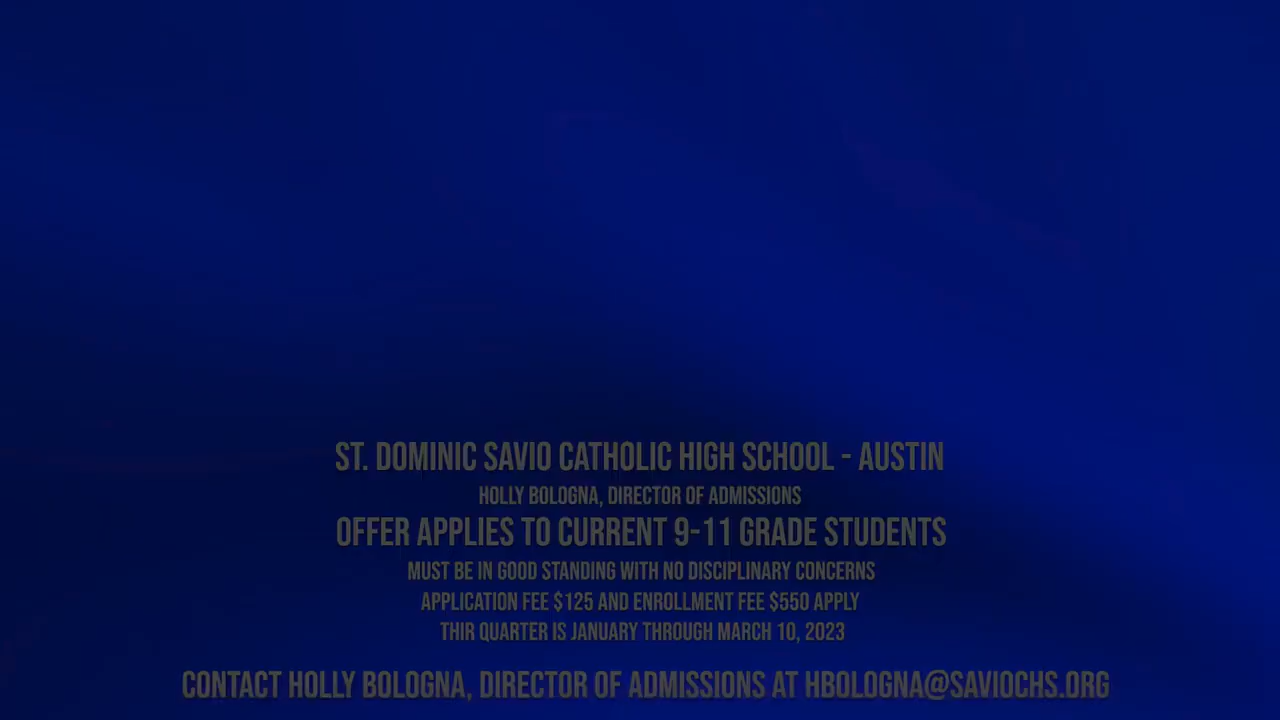 ST. DOMINIC SAVIO CATHOLIC HIGH SCHOOL - AUSTIN
HOLLY BOLOGNA, DIRECTOR OF ADMISSIONS
OFFER APPLIES TO CURRENT 9-11 GRADE STUDENTS
MUST BE IN GOOD STANDING WITH NO DISCIPLINARY CONCERNS
APPLICATION FEE $125 AND ENROLLMENT FEE $550 APPLY
THIR QUARTER IS JANUARY THROUGH MARCH 10, 2023
CONTACT HOLLY BOLOGNA, DIRECTOR OF ADMISSIONS AT HBOLOGNA@SAVIOCHS.ORG